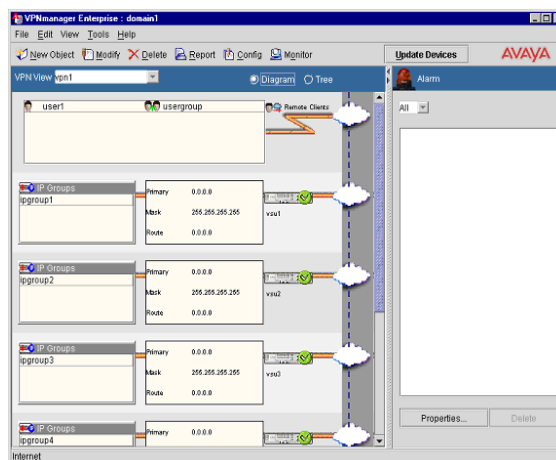 VPNmanager Enterprise : domain1
File Edit View Tools Help
New Object Modify Delete Report Config Monitor Update Devices AVAYA
VPN View vpn1 Diagram Tree Alarm
user1 usergroup Remote Clients
All
IP Groups
ipgroup1
Primary 0.0.0.0
Mask 255.255.255.255
Route 0.0.0.0
vsu1
IP Groups
ipgroup2
Primary 0.0.0.0
Mask 255.255.255.255
Route 0.0.0.0
vsu2
IP Groups
ipgroup3
Primary 0.0.0.0
Mask 255.255.255.255
Route 0.0.0.0
vsu3
IP Groups
ipgroup4
Primary 0.0.0.0
Properties... Delete
Internet